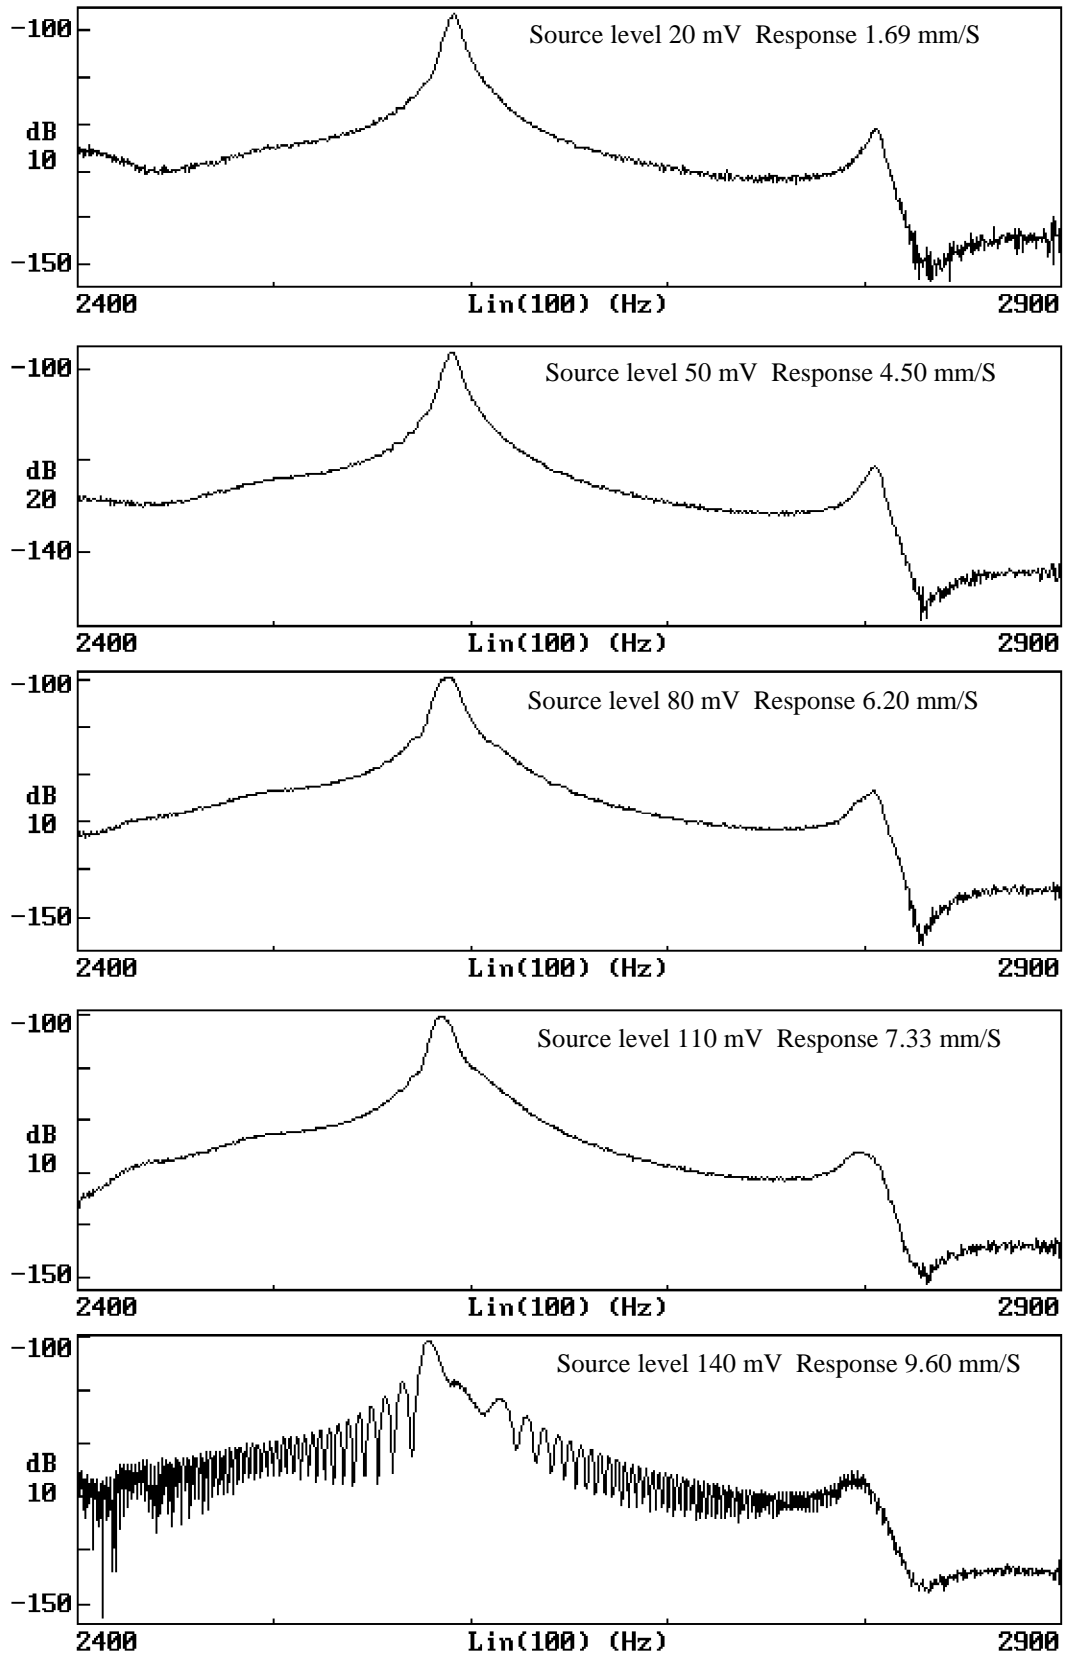 -100
Source level 20 mV Response 1.69 mm/S
dB
10
-150
2400 Lin(100) (Hz) 2900
-100
Source level 50 mV Response 4.50 mm/S
dB
20
-140
2400 Lin(100) (Hz) 2900
-100
Source level 80 mV Response 6.20 mm/S
dB
10
-150
2400 Lin(100) (Hz) 2900
-100
Source level 110 mV Response 7.33 mm/S
dB
10
-150
2400 Lin(100) (Hz) 2900
-100
Source level 140 mV Response 9.60 mm/S
dB
10
-150
2400 Lin(100) (Hz) 2900